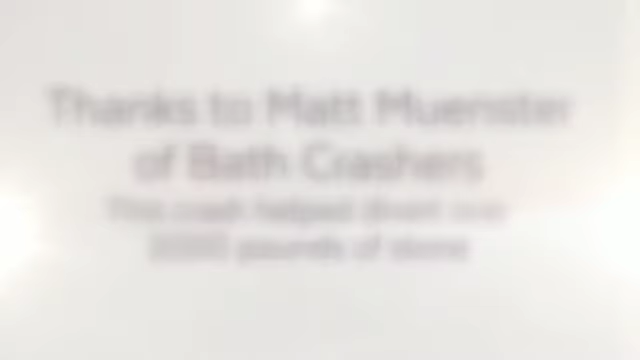 Thanks to Matt Muenster
of Bath Crashers
This crash helped divert over
pounds of stone